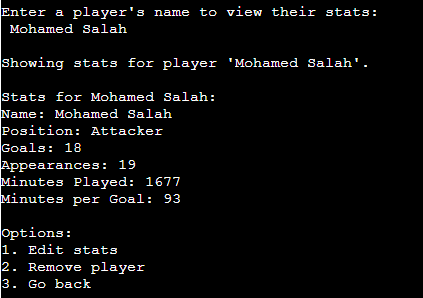 Enter a player's name to view their stats:
Mohamed Salah
Showing stats for player 'Mohamed Salah'.
Stats for Mohamed Salah:
Name: Mohamed Salah
Position: Attacker
Goals: 18
Appearances: 19
Minutes Played: 1677
Minutes per Goal: 93
Options:
1. Edit stats
2. Remove player
3. Go back